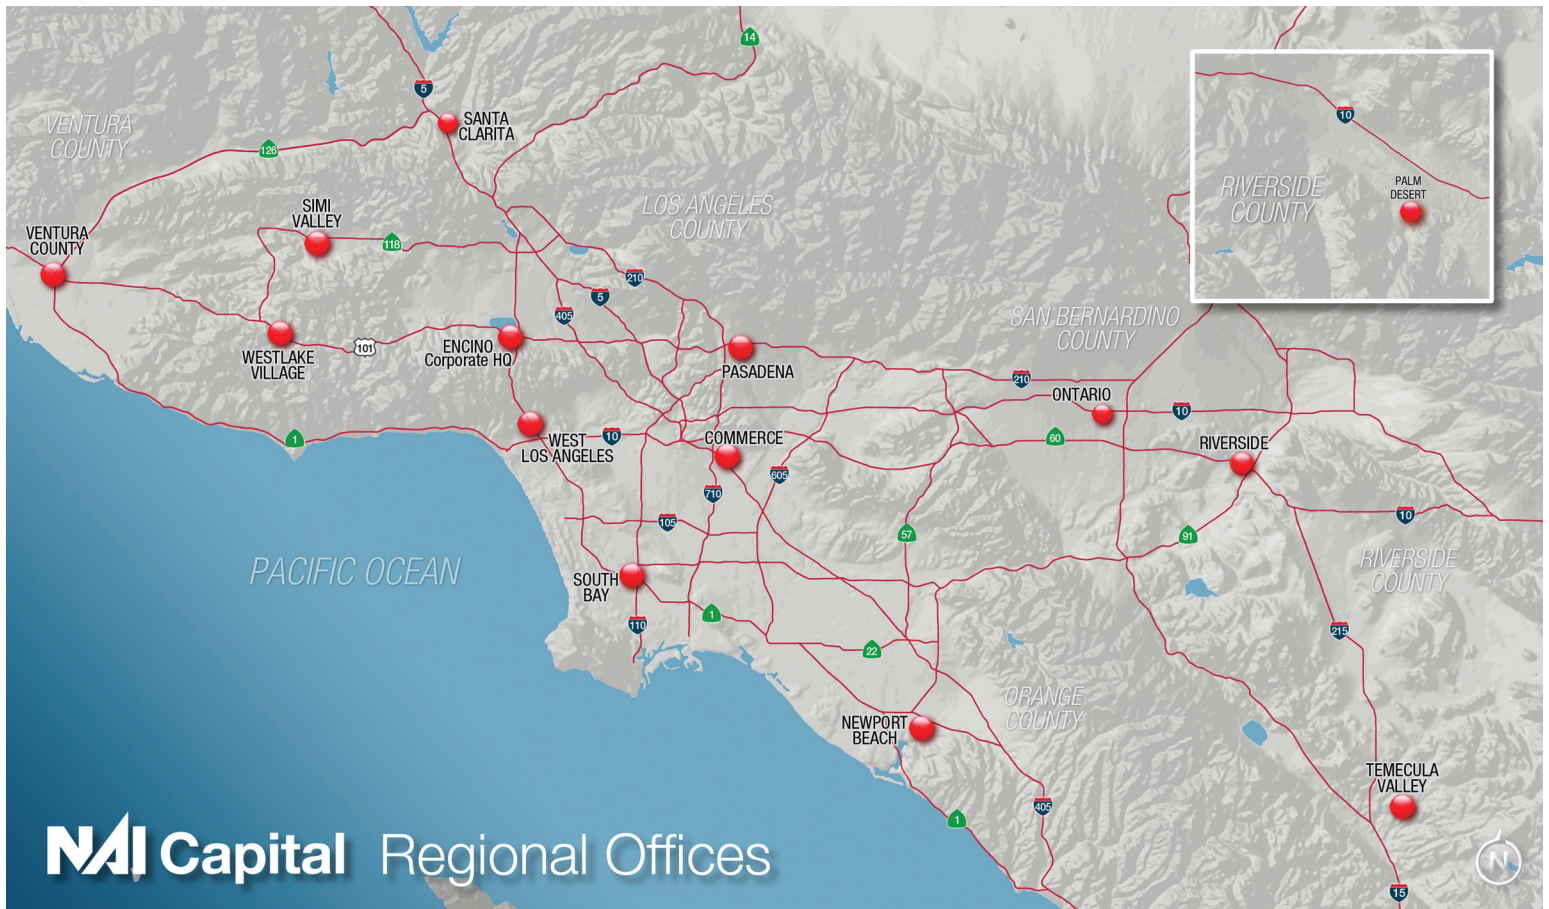 14
5
SANTA
CLARITA
VENTURA
COUNTY
126
10
PALM
DESERT
RIVERSIDE
COUNTY
SIMI
VALLEY
LOS ANGELES
COUNTY
VENTURA
COUNTY
118
210
5
405
SAN BERNARDINO
COUNTY
WESTLAKE
VILLAGE
101
ENCINO
Corporate HQ
PASADENA
210
ONTARIO
10
1
WEST
LOS ANGELES
10
COMMERCE
60
RIVERSIDE
605
710
105
57
10
91
PACIFIC OCEAN
RIVERSIDE
COUNTY
SOUTH
BAY
1
110
22
215
ORANGE
COUNTY
NEWPORT
BEACH
TEMECULA
VALLEY
405
1
NAI Capital Regional Offices
N
15